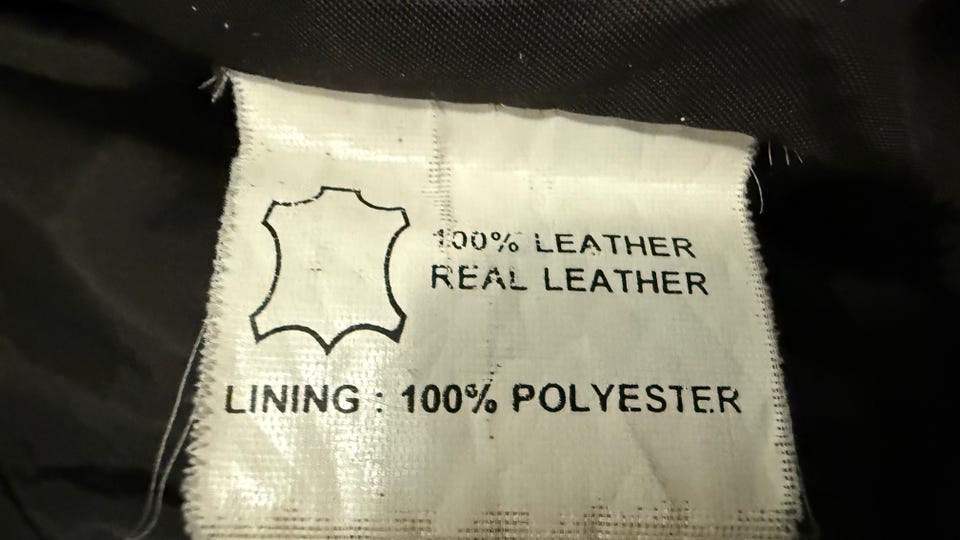 100% LEATHER
REAL LEATHER
LINING : 100% POLYESTER